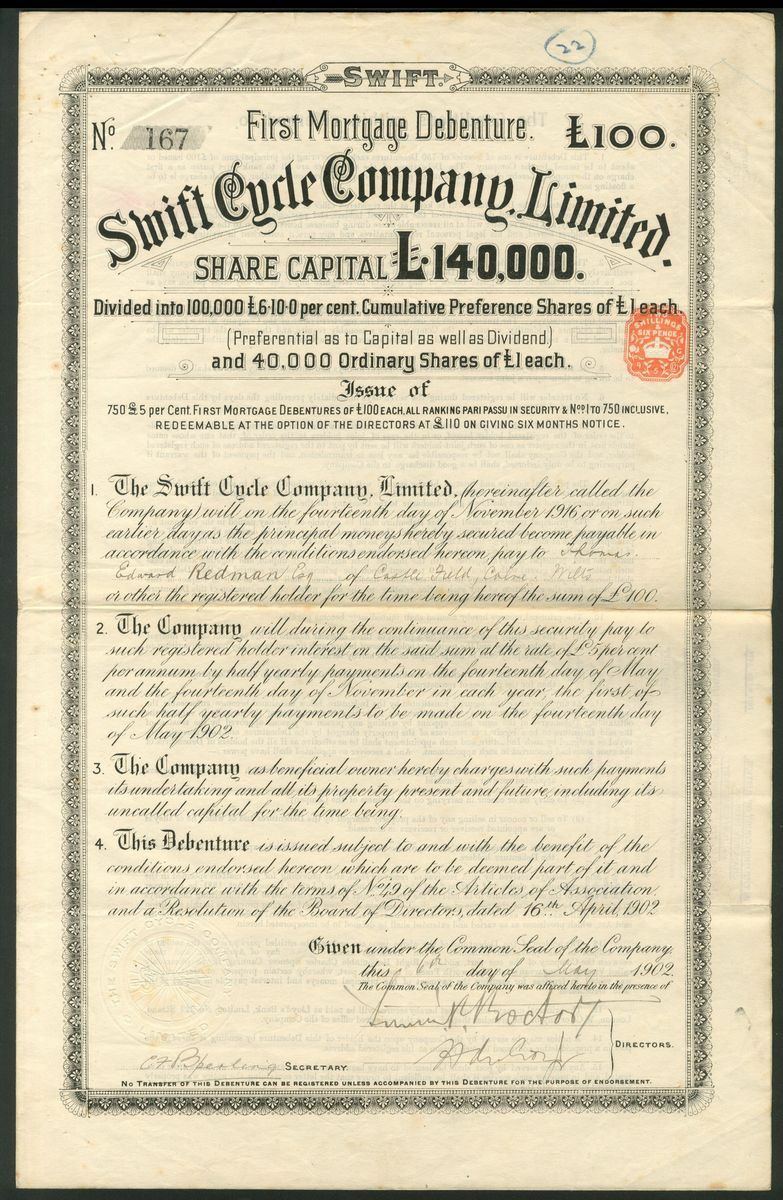 22
SWIFT.
No 167 First Mortgage Debenture. £100.
Swift Cycle Company, Limited.
SHARE CAPITAL £140,000.
Divided into 100,000 £6·10·0 per cent. Cumulative Preference Shares of £1 each,
SHILLINGS
& SIX PENCE
(Preferential as to Capital as well as Dividend)
and 40,000 Ordinary Shares of £1 each.
Issue of
750 £5 per Cent. FIRST MORTGAGE DEBENTURES OF £100 EACH, ALL RANKING PARI PASSU IN SECURITY & Nos 1 TO 750 INCLUSIVE,
REDEEMABLE AT THE OPTION OF THE DIRECTORS AT £110 ON GIVING SIX MONTHS NOTICE.
1. The Swift Cycle Company, Limited, (hereinafter called the
Company) will on the fourteenth day of November 1916 or on such
earlier day as the principal moneys hereby secured become payable in
accordance with the conditions endorsed hereon, pay to Thomas
Edward Redman Esq of Castle Field, Calne, Wilts
or other the registered holder for the time being hereof the sum of £100.
2. The Company will during the continuance of this security pay to
such registered holder interest on the said sum at the rate of £5 per cent
per annum by half yearly payments on the fourteenth day of May
and the fourteenth day of November in each year, the first of
such half yearly payments to be made on the fourteenth day
of May 1902.
3. The Company as beneficial owner hereby charges with such payments
its undertaking and all its property present and future, including its
uncalled capital for the time being.
4. This Debenture is issued subject to and with the benefit of the
conditions endorsed hereon which are to be deemed part of it and
in accordance with the terms of No 49 of the Articles of Association,
and a Resolution of the Board of Directors, dated 16th April, 1902
Given under the Common Seal of the Company,
this 6th day of May 1902.
The Common Seal of the Company was affixed hereto in the presence of
THE SWIFT CYCLE COMPANY LIMITED
Proctor
DIRECTORS.
SECRETARY.
NO TRANSFER OF THIS DEBENTURE CAN BE REGISTERED UNLESS ACCOMPANIED BY THIS DEBENTURE FOR THE PURPOSE OF ENDORSEMENT.